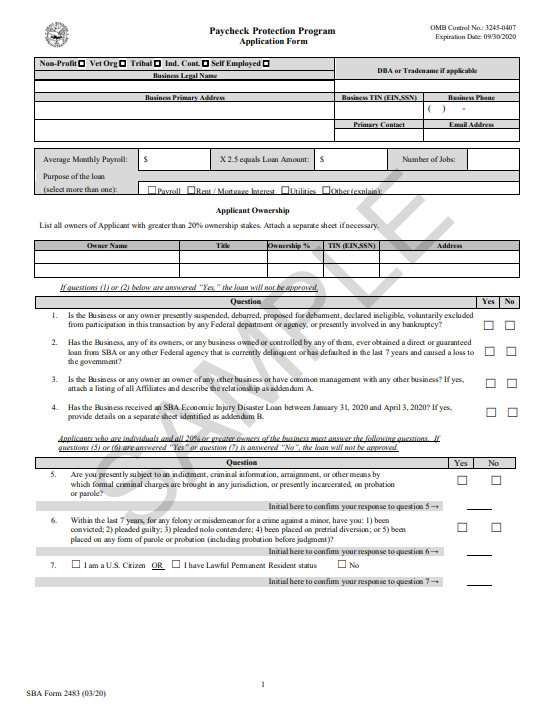 Paycheck Protection Program
Application Form
OMB Control No.: 3245-0407
Expiration Date: 09/30/2020
Non-Profit Vet Org Tribal Ind. Cont. Self Employed
Business Legal Name
DBA or Tradename if applicable
Business Primary Address
Business TIN (EIN,SSN)
Business Phone
( ) -
Primary Contact
Email Address
Average Monthly Payroll: $ X 2.5 equals Loan Amount: $ Number of Jobs:
Purpose of the loan
(select more than one):
Payroll Rent / Mortgage Interest Utilities Other (explain):
Applicant Ownership
List all owners of Applicant with greater than 20% ownership stakes. Attach a separate sheet if necessary.
Owner Name Title Ownership % TIN (EIN,SSN) Address
If questions (1) or (2) below are answered “Yes,” the loan will not be approved.
Question Yes No
1. Is the Business or any owner presently suspended, debarred, proposed for debarment, declared ineligible, voluntarily excluded
from participation in this transaction by any Federal department or agency, or presently involved in any bankruptcy?
2. Has the Business, any of its owners, or any business owned or controlled by any of them, ever obtained a direct or guaranteed
loan from SBA or any other Federal agency that is currently delinquent or has defaulted in the last 7 years and caused a loss to
the government?
3. Is the Business or any owner an owner of any other business or have common management with any other business? If yes,
attach a listing of all Affiliates and describe the relationship as addendum A.
4. Has the Business received an SBA Economic Injury Disaster Loan between January 31, 2020 and April 3, 2020? If yes,
provide details on a separate sheet identified as addendum B.
Applicants who are individuals and all 20% or greater owners of the business must answer the following questions. If
questions (5) or (6) are answered “Yes” or question (7) is answered “No”, the loan will not be approved.
Question Yes No
5. Are you presently subject to an indictment, criminal information, arraignment, or other means by
which formal criminal charges are brought in any jurisdiction, or presently incarcerated, on probation
or parole?
Initial here to confirm your response to question 5 →
6. Within the last 7 years, for any felony or misdemeanor for a crime against a minor, have you: 1) been
convicted; 2) pleaded guilty; 3) pleaded nolo contendere; 4) been placed on pretrial diversion; or 5) been
placed on any form of parole or probation (including probation before judgment)?
Initial here to confirm your response to question 6 →
7. I am a U.S. Citizen OR I have Lawful Permanent Resident status No
Initial here to confirm your response to question 7 →
SAMPLE
1
SBA Form 2483 (03/20)